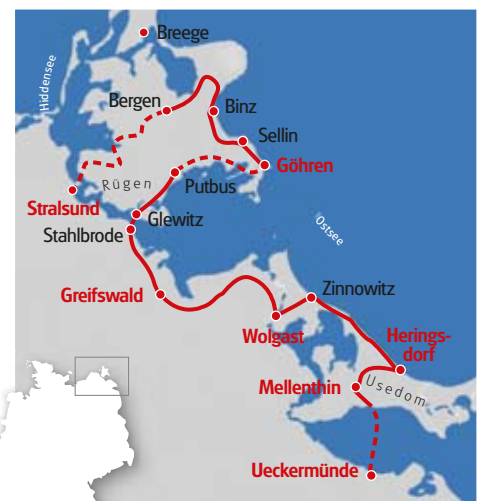 Breege
Hiddensee
Bergen
Binz
Sellin
Göhren
Rügen
Putbus
Stralsund
Glewitz
Stahlbrode
Ostsee
Greifswald
Zinnowitz
Wolgast
Herings-
dorf
Mellenthin
Usedom
Ueckermünde